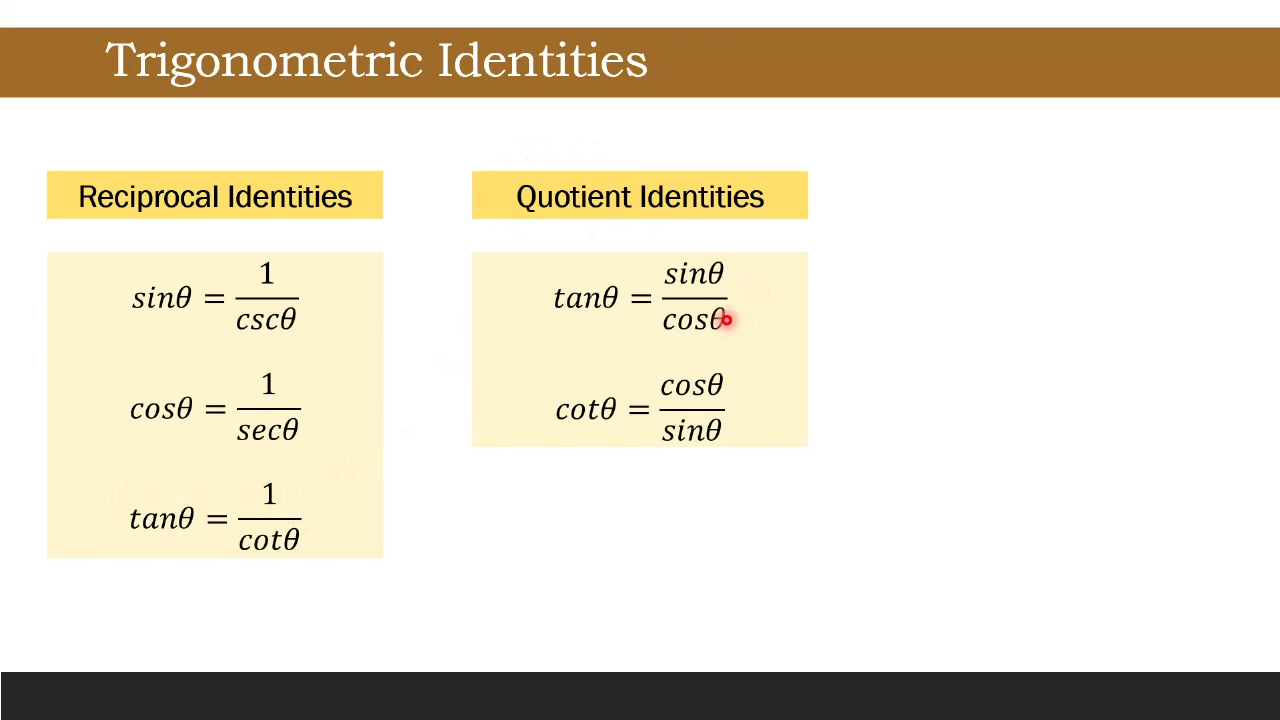 Trigonometric Identities
Reciprocal Identities
sinθ = 1/cscθ
cosθ = 1/secθ
tanθ = 1/cotθ
Quotient Identities
tanθ = sinθ/cosθ
cotθ = cosθ/sinθ